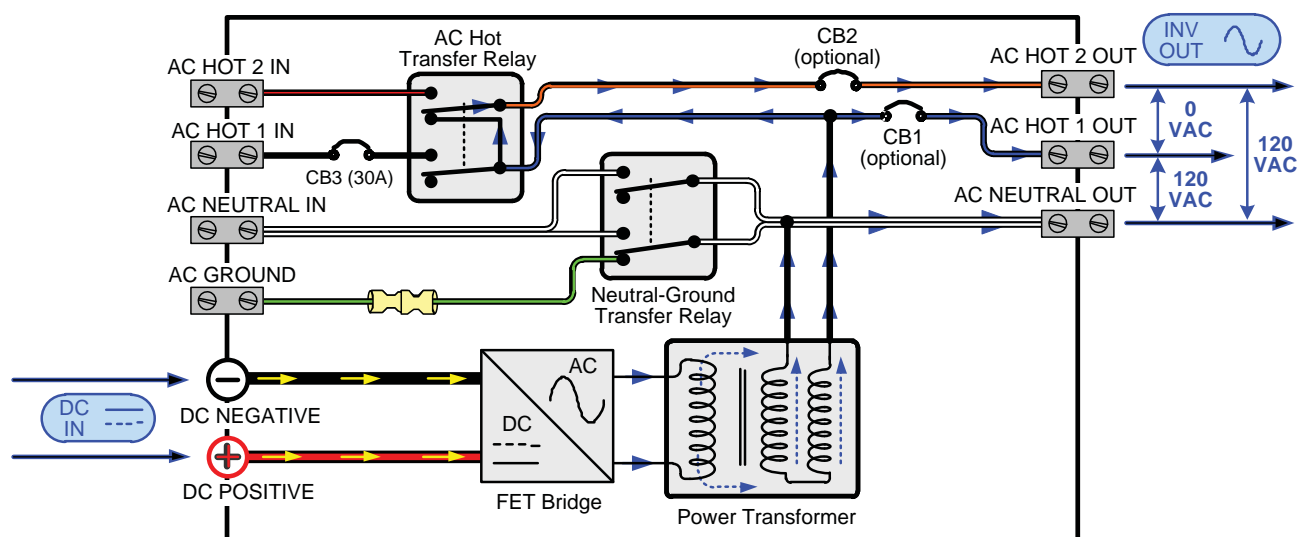 AC Hot
Transfer Relay
CB2
(optional)
INV
OUT
AC HOT 2 IN
AC HOT 2 OUT
AC HOT 1 IN
AC HOT 1 OUT
CB3 (30A)
CB1
(optional)
0
VAC
120
VAC
120
VAC
AC NEUTRAL IN
AC NEUTRAL OUT
AC GROUND
Neutral-Ground
Transfer Relay
DC
IN
DC NEGATIVE
DC POSITIVE
AC
DC
FET Bridge
Power Transformer